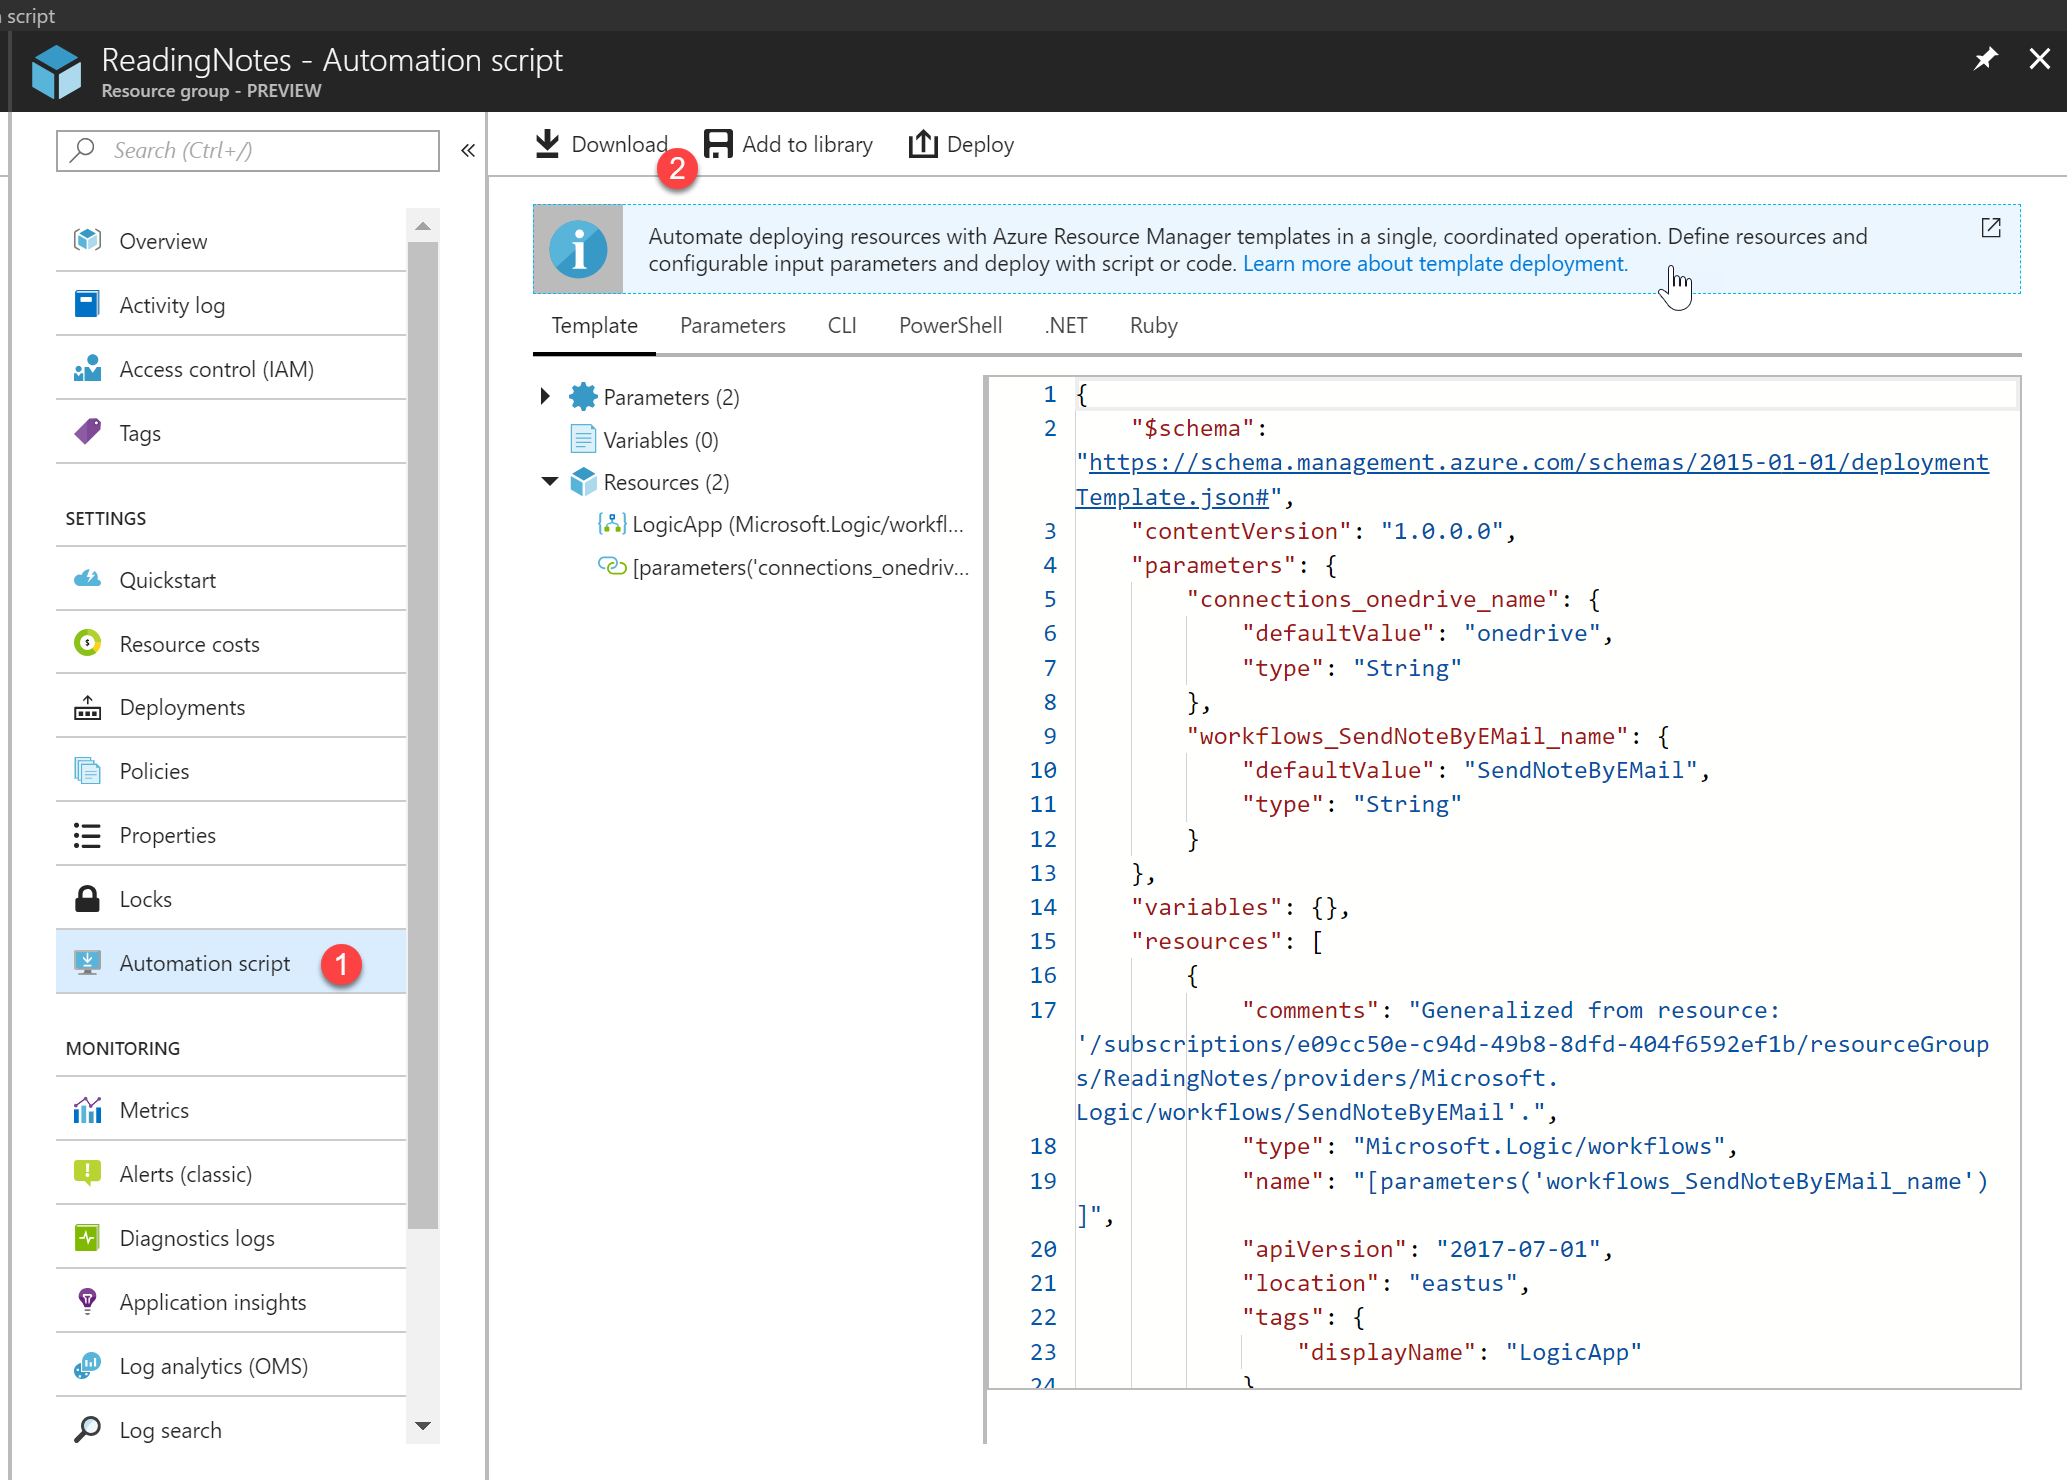 script
ReadingNotes - Automation script
Resource group - PREVIEW
Search (Ctrl+/)
«
Overview
Activity log
Access control (IAM)
Tags
SETTINGS
Quickstart
Resource costs
Deployments
Policies
Properties
Locks
Automation script
1
MONITORING
Metrics
Alerts (classic)
Diagnostics logs
Application insights
Log analytics (OMS)
Log search
Download
2
Add to library
Deploy
Automate deploying resources with Azure Resource Manager templates in a single, coordinated operation. Define resources and
configurable input parameters and deploy with script or code. Learn more about template deployment.
Template Parameters CLI PowerShell .NET Ruby
Parameters (2)
Variables (0)
Resources (2)
LogicApp (Microsoft.Logic/workfl...
[parameters('connections_onedriv...
1 {
2 "$schema":
"https://schema.management.azure.com/schemas/2015-01-01/deployment
Template.json#",
3 "contentVersion": "1.0.0.0",
4 "parameters": {
5 "connections_onedrive_name": {
6 "defaultValue": "onedrive",
7 "type": "String"
8 },
9 "workflows_SendNoteByEMail_name": {
10 "defaultValue": "SendNoteByEMail",
11 "type": "String"
12 }
13 },
14 "variables": {},
15 "resources": [
16 {
17 "comments": "Generalized from resource:
'/subscriptions/e09cc50e-c94d-49b8-8dfd-404f6592ef1b/resourceGroup
s/ReadingNotes/providers/Microsoft.
Logic/workflows/SendNoteByEMail'.",
18 "type": "Microsoft.Logic/workflows",
19 "name": "[parameters('workflows_SendNoteByEMail_name')
]",
20 "apiVersion": "2017-07-01",
21 "location": "eastus",
22 "tags": {
23 "displayName": "LogicApp"
24 }